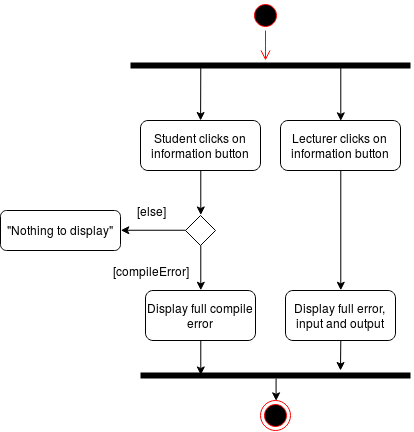 Student clicks on
information button
Lecturer clicks on
information button
[else]
"Nothing to display"
[compileError]
Display full compile
error
Display full error,
input and output